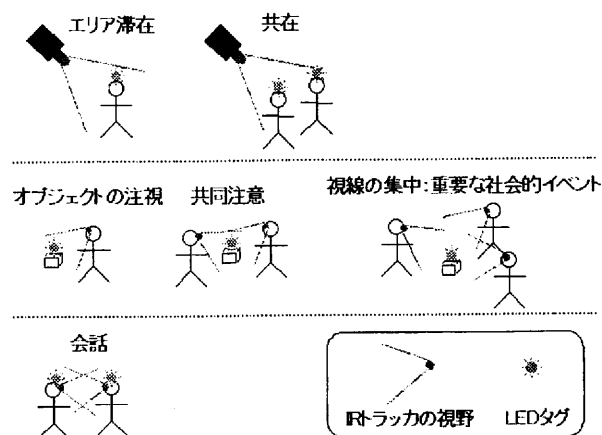 エリア滞在
共在
オブジェクトの注視
共同注意
視線の集中:重要な社会的イベント
会話
IRトラッカの視野
LEDタグ